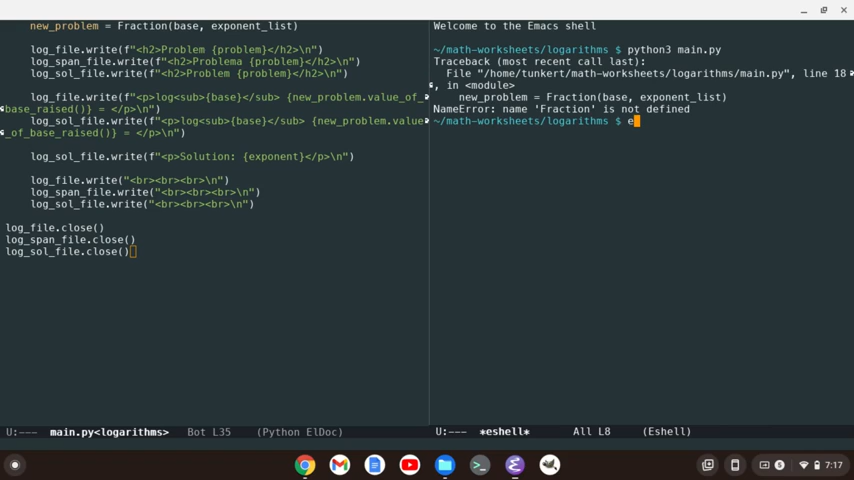 new_problem = Fraction(base, exponent_list)
log_file.write(f"<h2>Problem {problem}</h2>\n")
log_span_file.write(f"<h2>Problema {problem}</h2>\n")
log_sol_file.write(f"<h2>Problem {problem}</h2>\n")
log_file.write(f"<p>log<sub>{base}</sub> {new_problem.value_of_
base_raised()} = </p>\n")
log_sol_file.write(f"<p>log<sub>{base}</sub> {new_problem.value
_of_base_raised()} = </p>\n")
log_sol_file.write(f"<p>Solution: {exponent}</p>\n")
log_file.write("<br><br><br>\n")
log_span_file.write("<br><br><br>\n")
log_sol_file.write("<br><br><br>\n")
log_file.close()
log_span_file.close()
log_sol_file.close()
U:--- main.py<logarithms> Bot L35 (Python ElDoc)
Welcome to the Emacs shell
~/math-worksheets/logarithms $ python3 main.py
Traceback (most recent call last):
File "/home/tunkert/math-worksheets/logarithms/main.py", line 18
, in <module>
new_problem = Fraction(base, exponent_list)
NameError: name 'Fraction' is not defined
~/math-worksheets/logarithms $ e
U:--- *eshell* All L8 (Eshell)
7:17